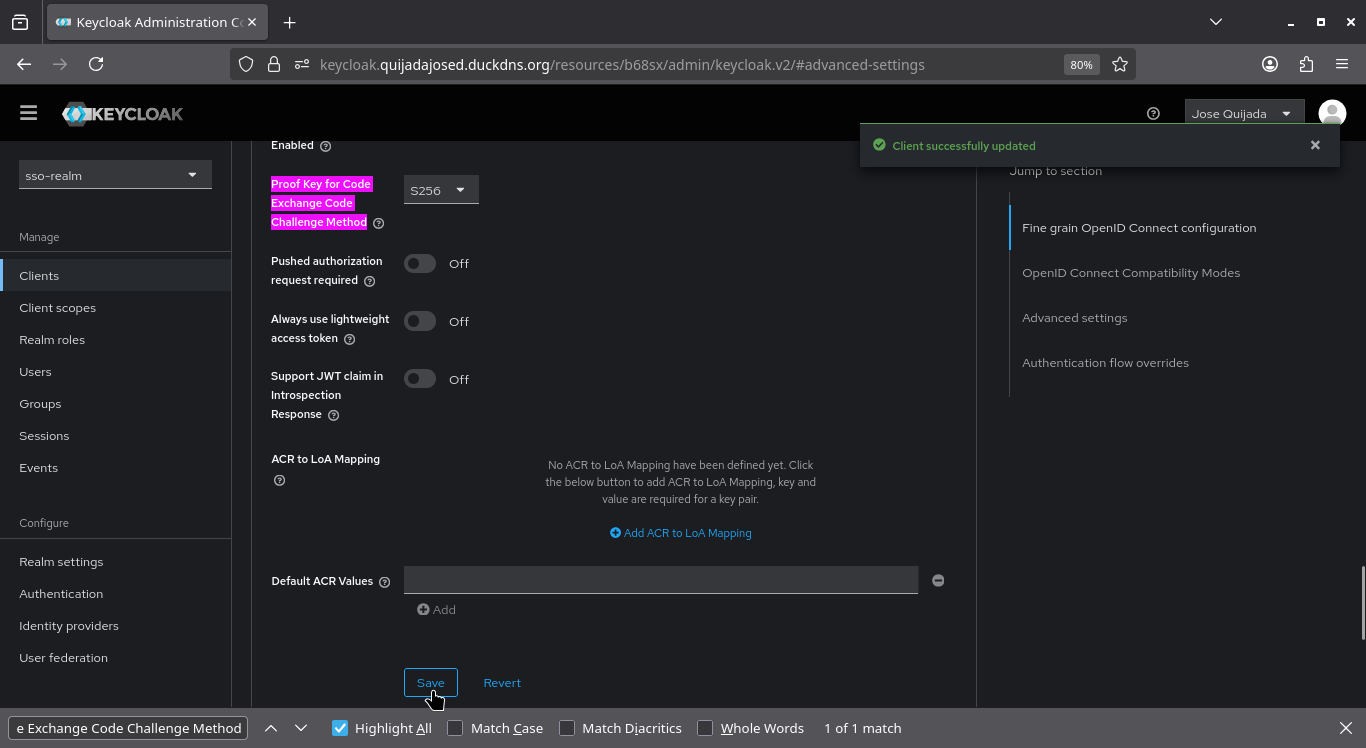 Keycloak Administration C
80%
keycloak.quijadajosed.duckdns.org/resources/b68sx/admin/keycloak.v2/#advanced-settings
KEYCLOAK
Jose Quijada
Client successfully updated
sso-realm
Manage
Clients
Client scopes
Realm roles
Users
Groups
Sessions
Events
Configure
Realm settings
Authentication
Identity providers
User federation
Enabled
Proof Key for Code
Exchange Code
Challenge Method
S256
Pushed authorization
request required
Off
Always use lightweight
access token
Off
Support JWT claim in
Introspection
Response
Off
ACR to LoA Mapping
No ACR to LoA Mapping have been defined yet. Click
the below button to add ACR to LoA Mapping, key and
value are required for a key pair.
Add ACR to LoA Mapping
Default ACR Values
Add
Save
Revert
Jump to section
Fine grain OpenID Connect configuration
OpenID Connect Compatibility Modes
Advanced settings
Authentication flow overrides
e Exchange Code Challenge Method
Highlight All
Match Case
Match Diacritics
Whole Words
1 of 1 match